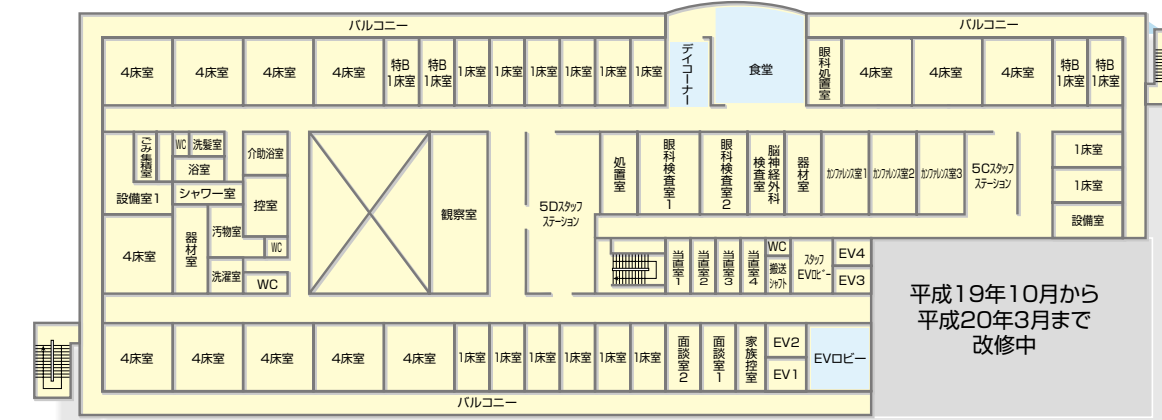 バルコニー
バルコニー
4床室
4床室
4床室
4床室
特B
1床室
特B
1床室
1床室
1床室
1床室
1床室
1床室
1床室
デイコーナー
食堂
眼科処置室
4床室
4床室
4床室
特B
1床室
特B
1床室
ごみ集積室
WC
洗髪室
浴室
介助浴室
設備室1
シャワー室
控室
4床室
器材室
汚物室
WC
洗濯室
WC
観察室
5Dスタッフ
ステーション
処置室
眼科検査室1
眼科検査室2
脳神経外科
検査室
器材室
カンファレンス室1
カンファレンス室2
カンファレンス室3
5Cスタッフ
ステーション
1床室
1床室
設備室
当直室1
当直室2
当直室3
当直室4
WC
搬送
シャフト
スタッフ
EVロビー
EV4
EV3
平成19年10月から
平成20年3月まで
改修中
4床室
4床室
4床室
4床室
4床室
1床室
1床室
1床室
1床室
1床室
1床室
面談室2
面談室1
家族控室
EV2
EV1
EVロビー
バルコニー